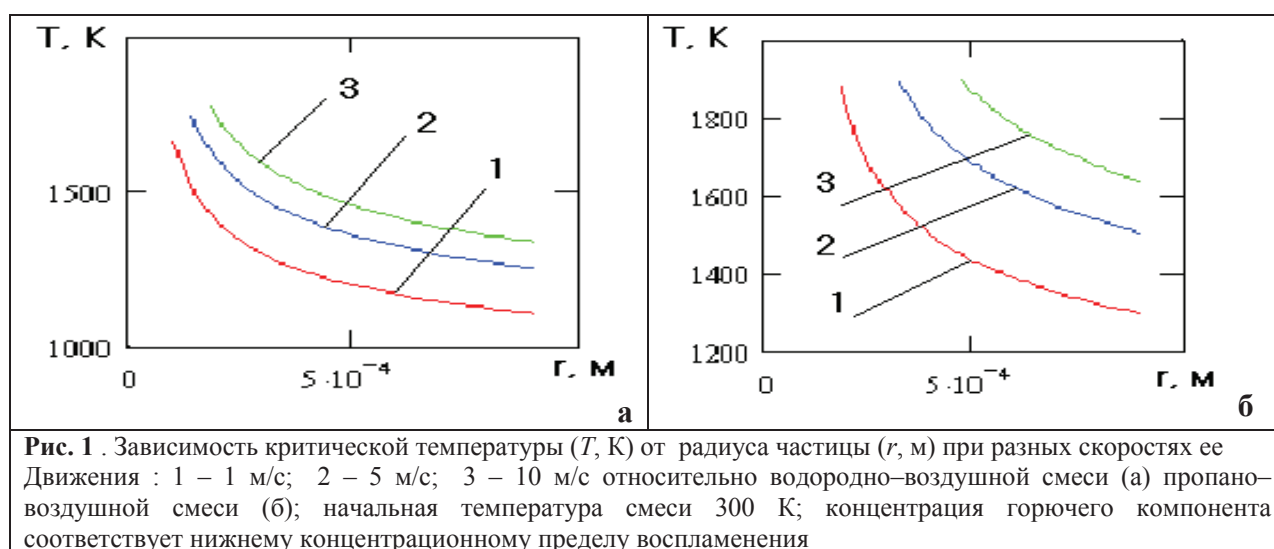 T, K
1500
1000
0
5·10⁻⁴
r, м
3
2
1
а
T, K
1800
1600
1400
1200
0
5·10⁻⁴
r, м
3
2
1
б
Рис. 1 . Зависимость критической температуры (T, К) от радиуса частицы (r, м) при разных скоростях ее
Движения : 1 – 1 м/с; 2 – 5 м/с; 3 – 10 м/с относительно водородно–воздушной смеси (а) пропано–
воздушной смеси (б); начальная температура смеси 300 К; концентрация горючего компонента
соответствует нижнему концентрационному пределу воспламенения